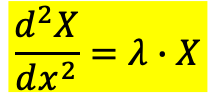 d²X/dx² = λ · X